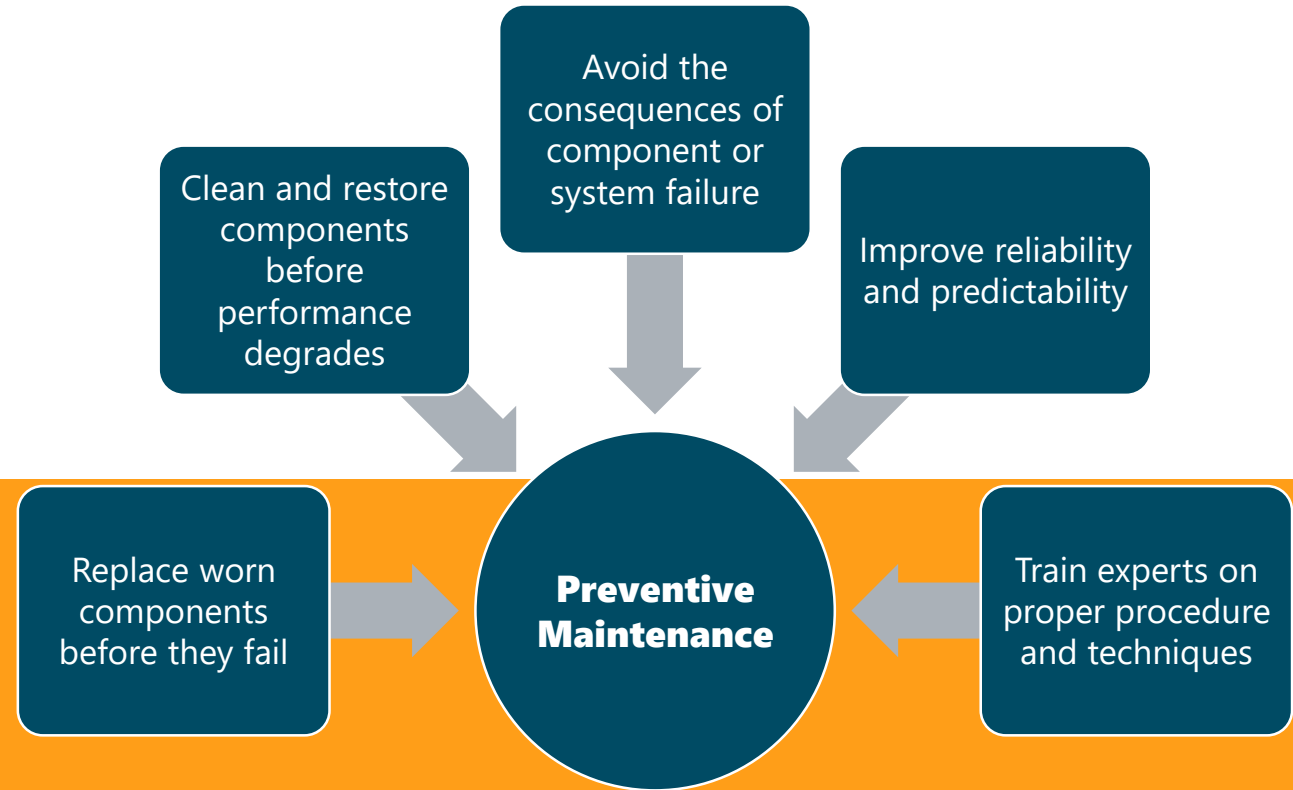 Avoid the
consequences of
component or
system failure
Clean and restore
components
before
performance
degrades
Improve reliability
and predictability
Replace worn
components
before they fail
Preventive
Maintenance
Train experts on
proper procedure
and techniques